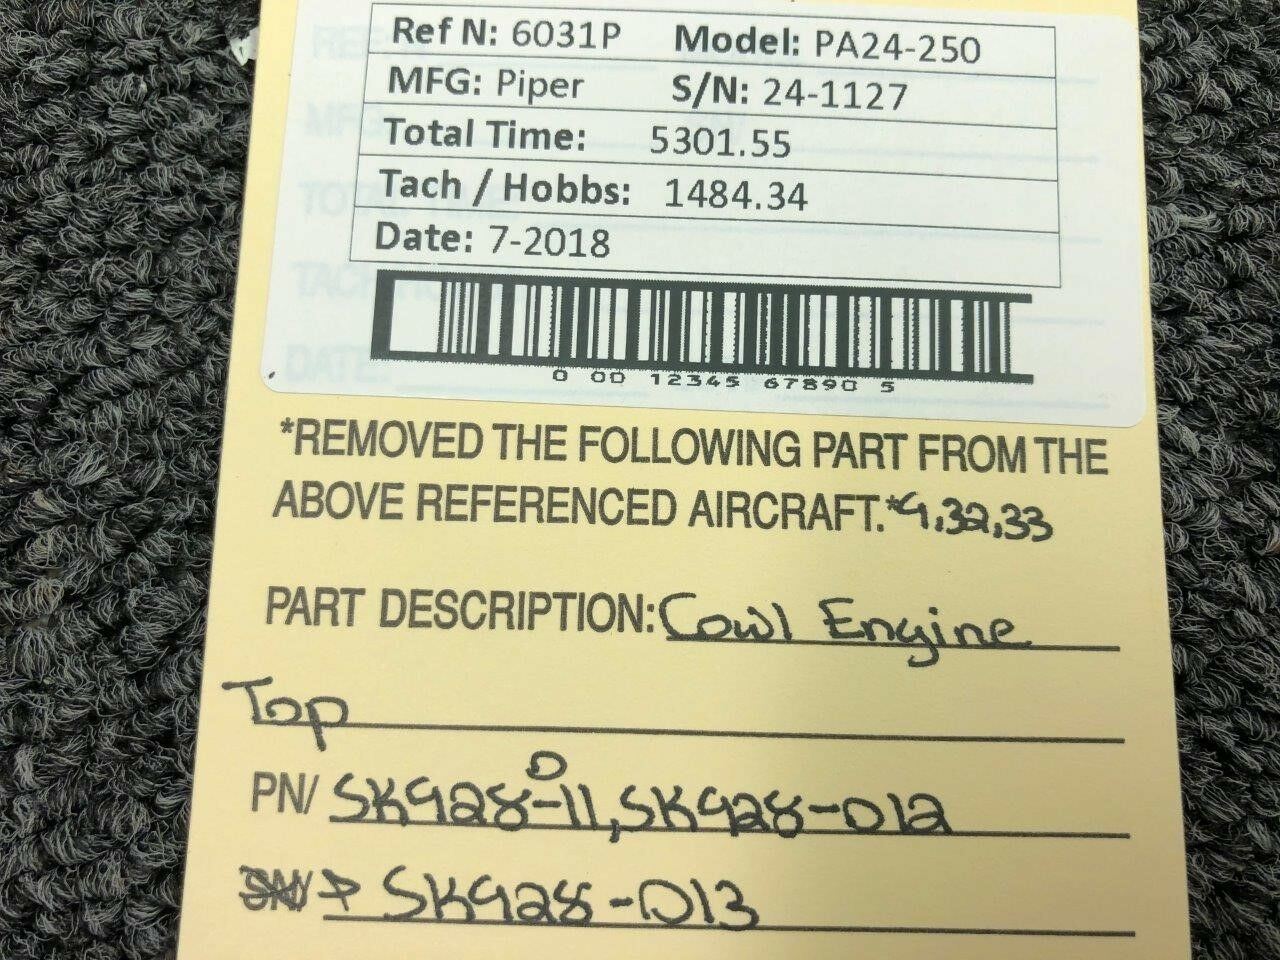 Ref N: 6031P Model: PA24-250
MFG: Piper S/N: 24-1127
Total Time: 5301.55
Tach / Hobbs: 1484.34
Date: 7-2018
0 00 12345 67890 5
*REMOVED THE FOLLOWING PART FROM THE
ABOVE REFERENCED AIRCRAFT.*9,32,33
PART DESCRIPTION: Cowl Engine
Top
0
PN/ SK928-11,SK928-012
SK928-013